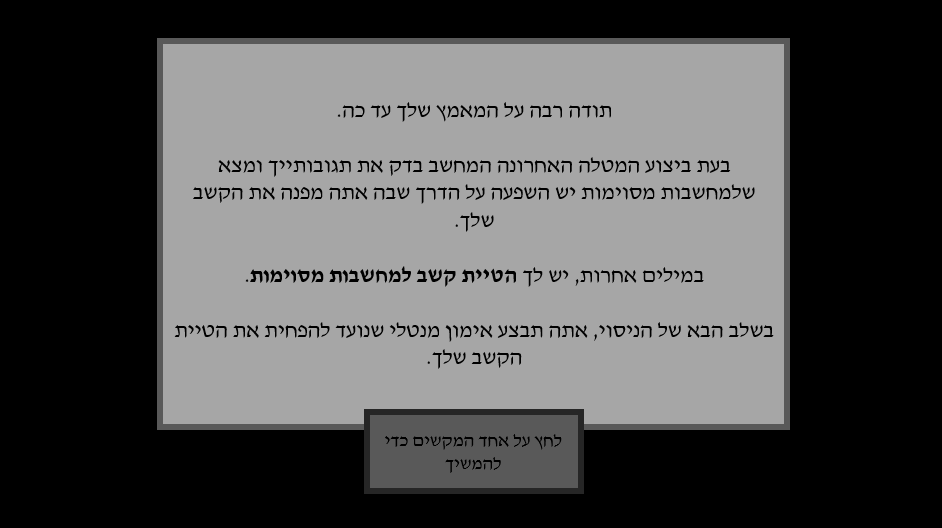 תודה רבה על המאמץ שלך עד כה.
בעת ביצוע המטלה האחרונה המחשב בדק את תגובותייך ומצא
שלמחשבות מסוימות יש השפעה על הדרך שבה אתה מפנה את הקשב
שלך.
במילים אחרות, יש לך הטיית קשב למחשבות מסוימות.
בשלב הבא של הניסוי, אתה תבצע אימון מנטלי שנועד להפחית את הטיית
הקשב שלך.
לחץ על אחד המקשים כדי
להמשיך